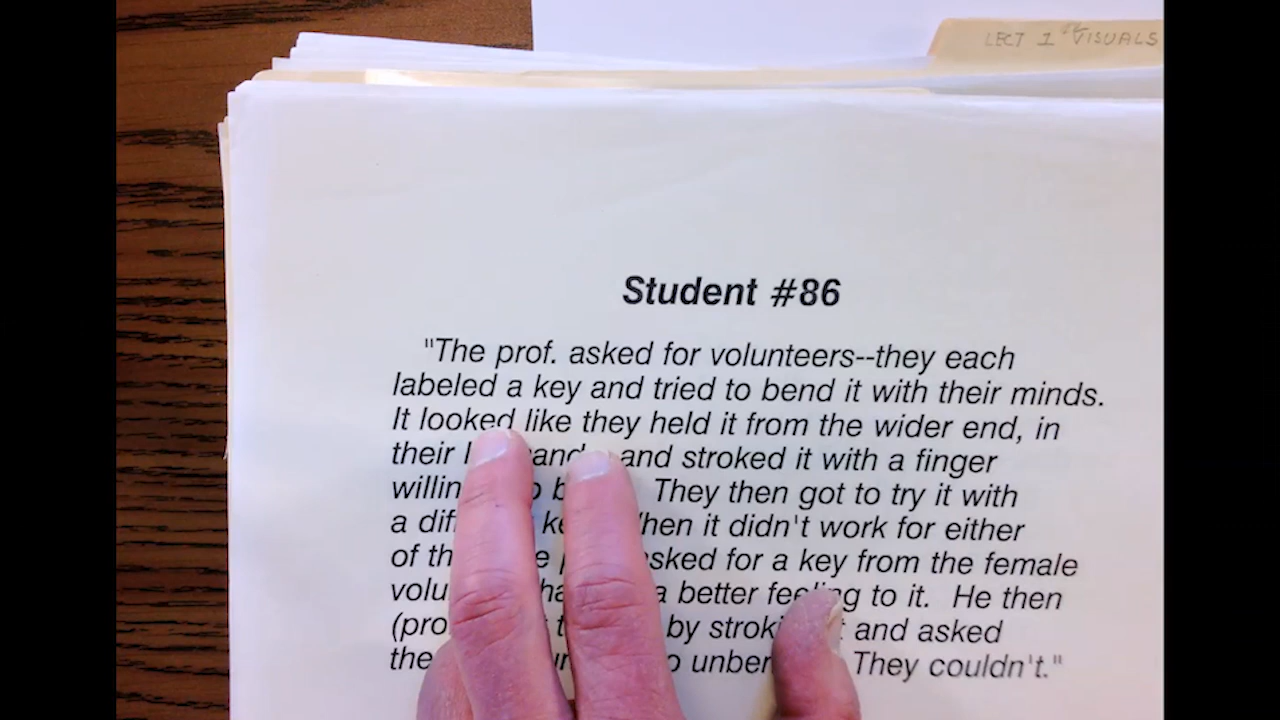 LECT 1 VISUALS
Student #86
"The prof. asked for volunteers--they each
labeled a key and tried to bend it with their minds.
It looked like they held it from the wider end, in
their and stroked it with a finger
They then got to try it with
a When it didn't work for either
of asked for a key from the female
a better feeling to it. He then
by and asked
They couldn't."